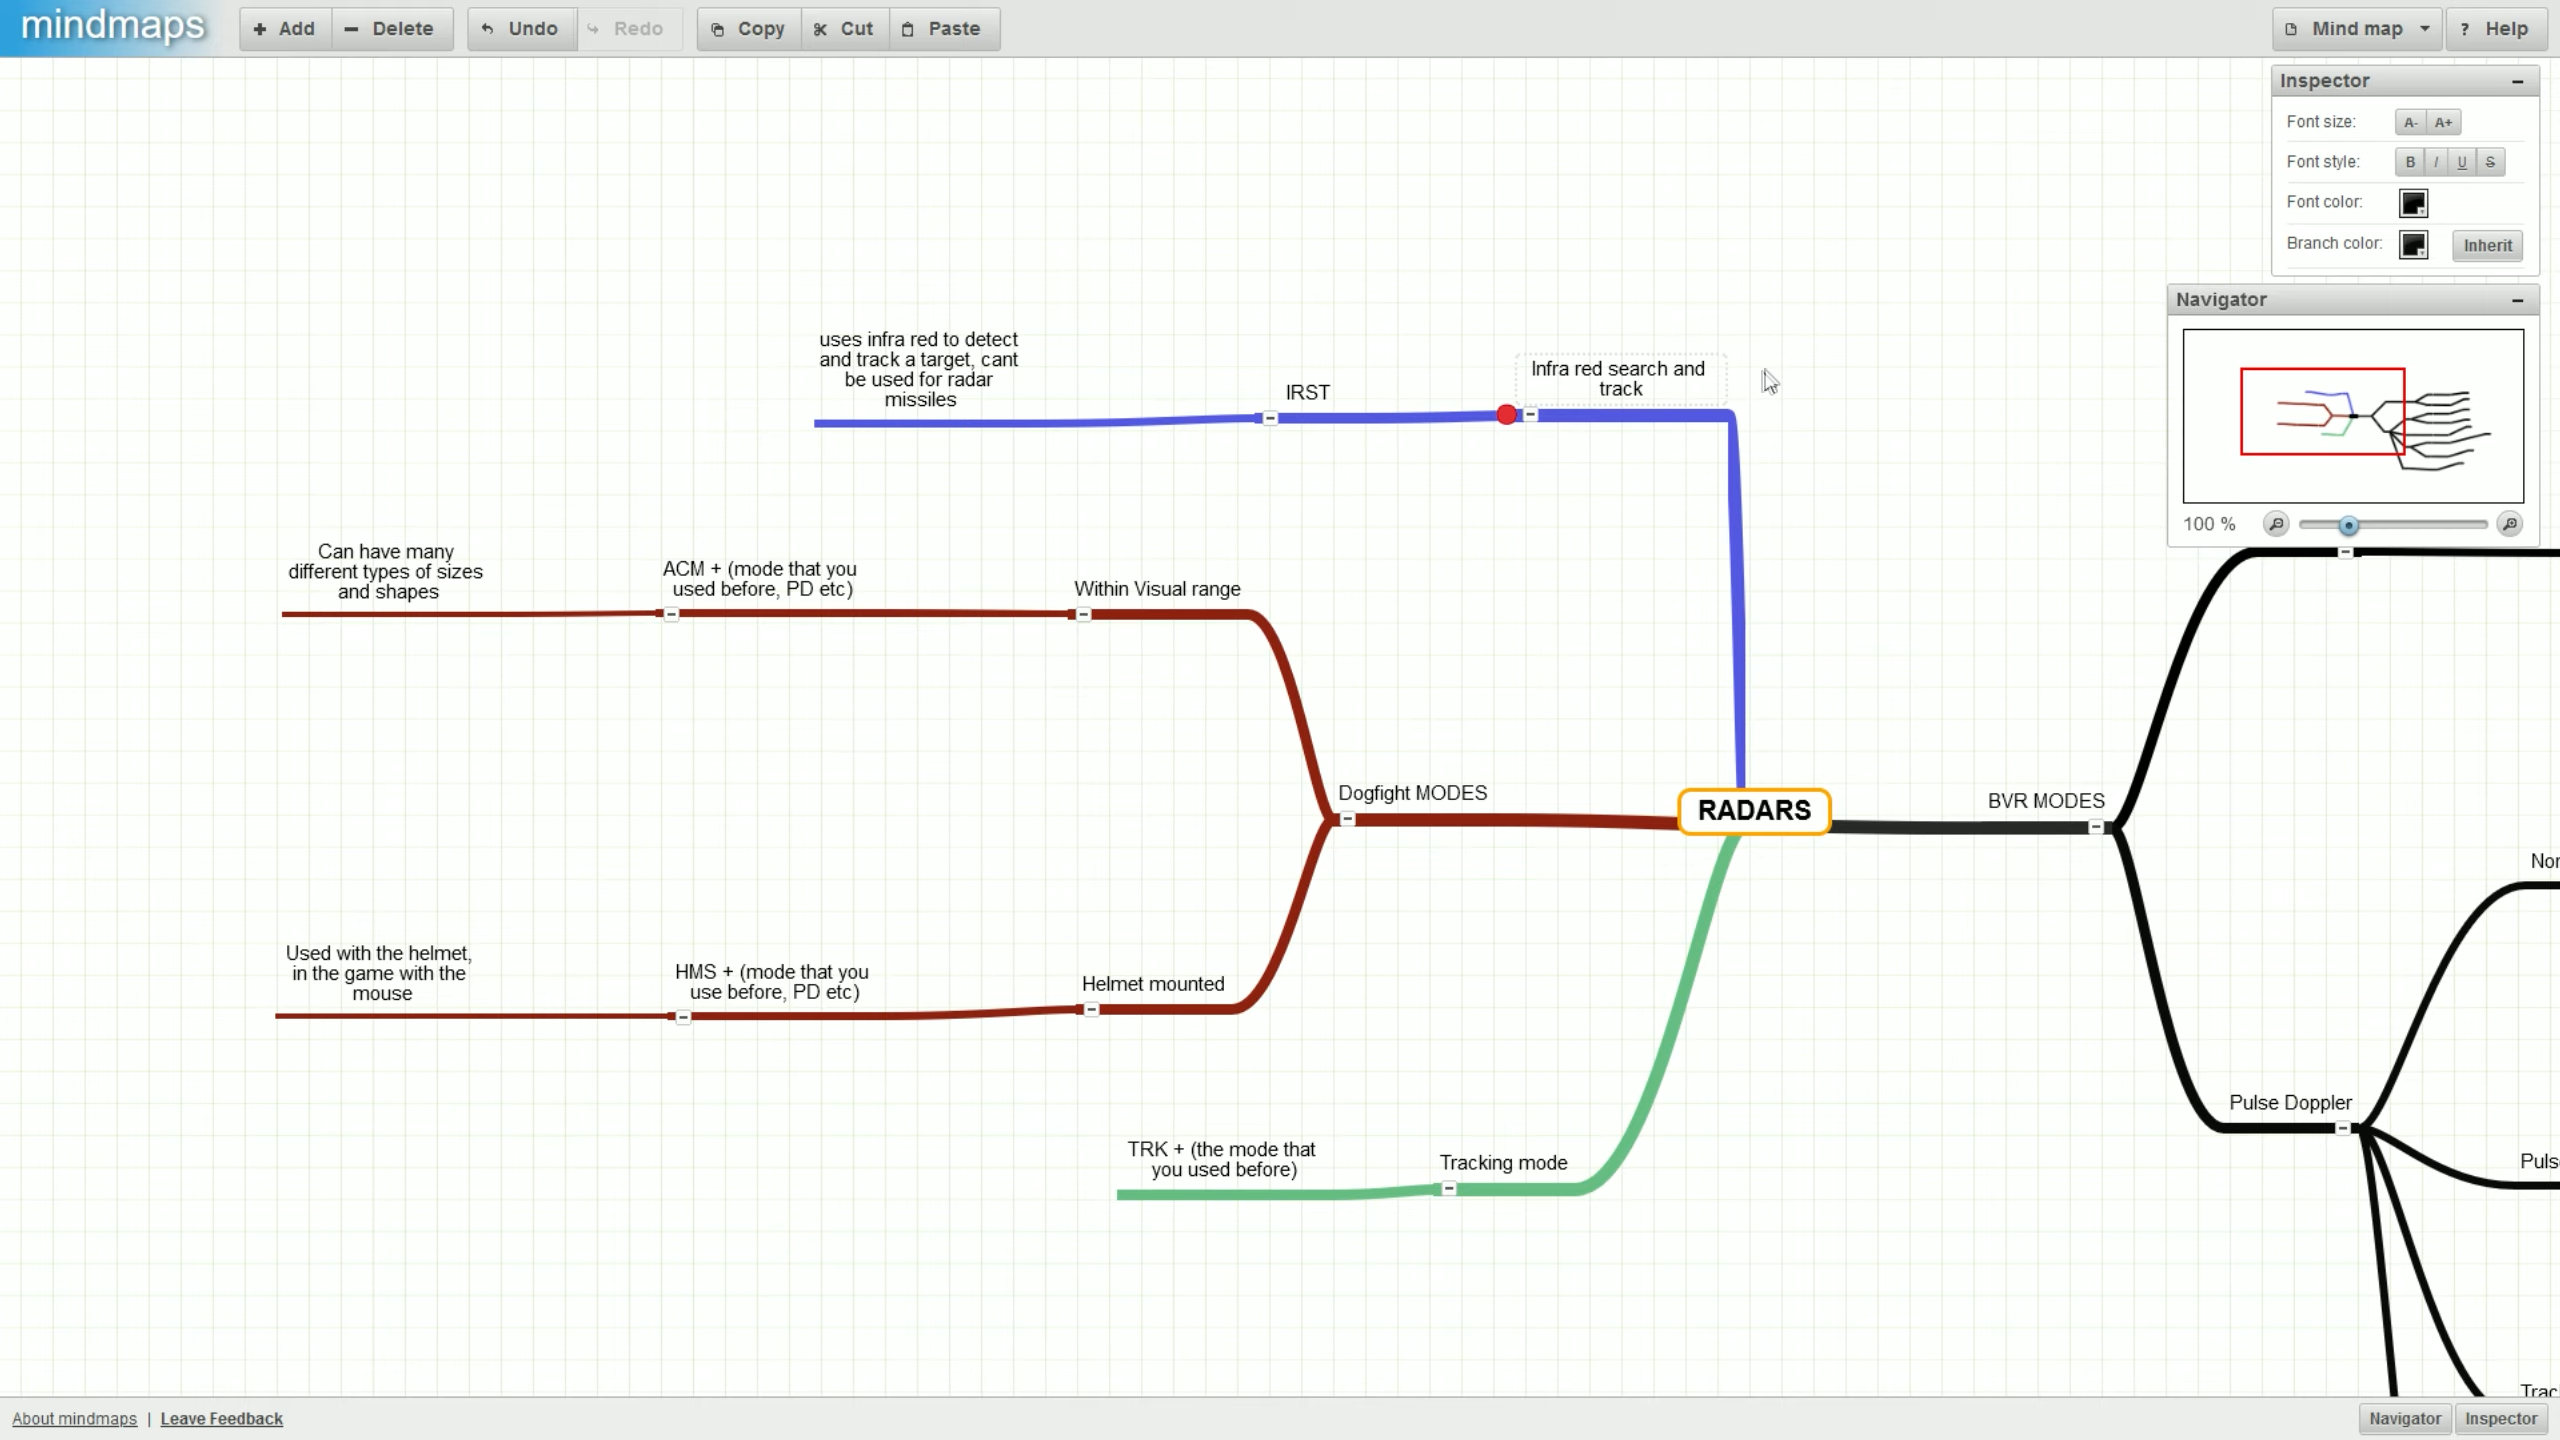 mindmaps
Add
Delete
Undo
Redo
Copy
Cut
Paste
Mind map
? Help
Inspector
Font size:
A-
A+
Font style:
B
I
U
S
Font color:
Branch color:
Inherit
Navigator
100 %
uses infra red to detect
and track a target, cant
be used for radar
missiles
IRST
Infra red search and
track
Can have many
different types of sizes
and shapes
ACM + (mode that you
used before, PD etc)
Within Visual range
Dogfight MODES
RADARS
BVR MODES
Used with the helmet,
in the game with the
mouse
HMS + (mode that you
use before, PD etc)
Helmet mounted
Pulse Doppler
TRK + (the mode that
you used before)
Tracking mode
About mindmaps | Leave Feedback
Navigator
Inspector